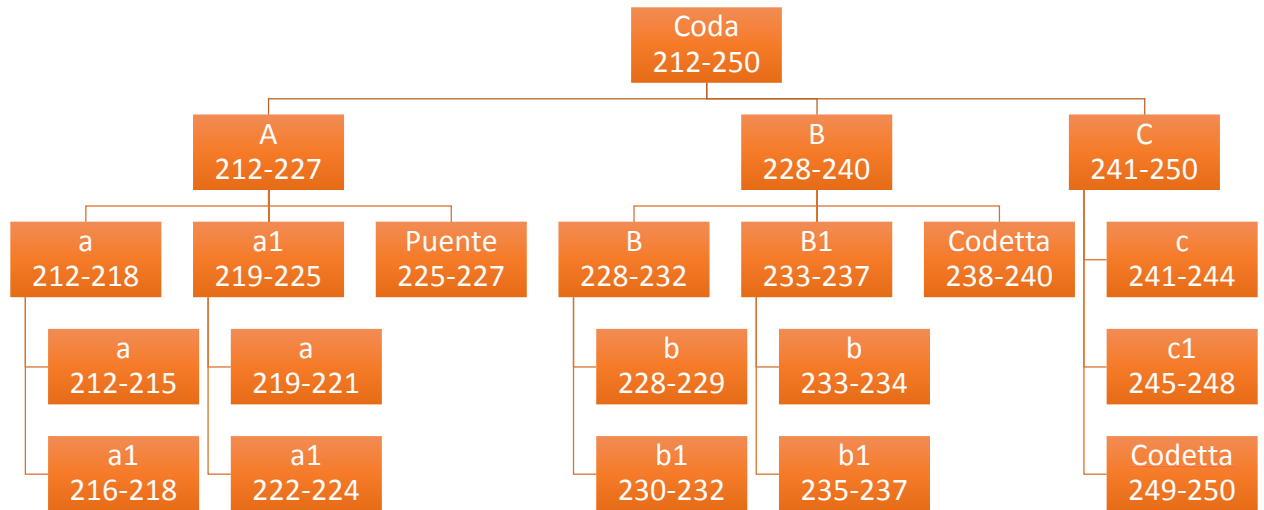 Coda
212-250
A
212-227
B
228-240
C
241-250
a
212-218
a1
219-225
Puente
225-227
B
228-232
B1
233-237
Codetta
238-240
c
241-244
a
212-215
a
219-221
b
228-229
b
233-234
c1
245-248
a1
216-218
a1
222-224
b1
230-232
b1
235-237
Codetta
249-250